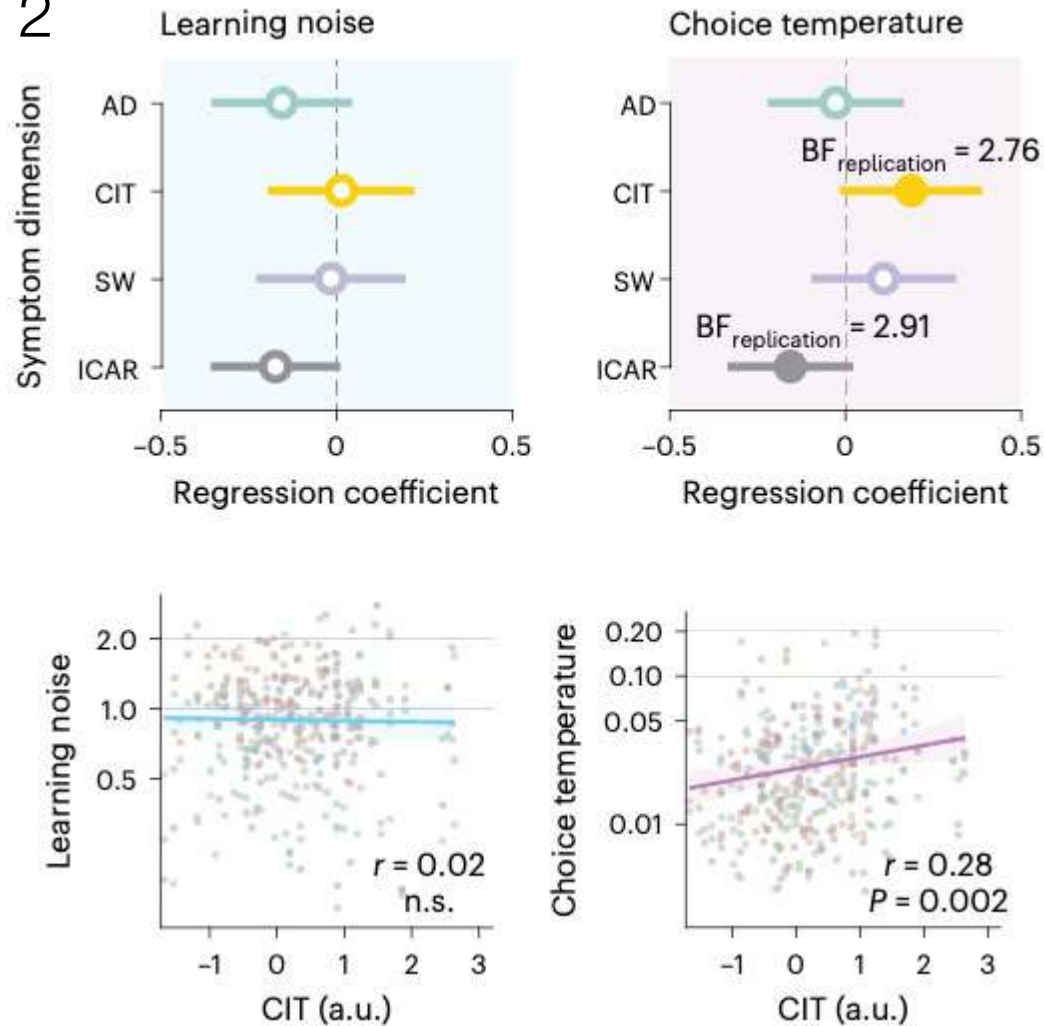 2
Learning noise
Choice temperature
Symptom dimension
AD
CIT
SW
ICAR
−0.5 0 0.5
Regression coefficient
AD
CIT
SW
ICAR
BFreplication = 2.76
BFreplication = 2.91
−0.5 0 0.5
Regression coefficient
Learning noise
2.0
1.0
0.5
r = 0.02
n.s.
−1 0 1 2 3
CIT (a.u.)
Choice temperature
0.20
0.10
0.05
0.01
r = 0.28
P = 0.002
−1 0 1 2 3
CIT (a.u.)